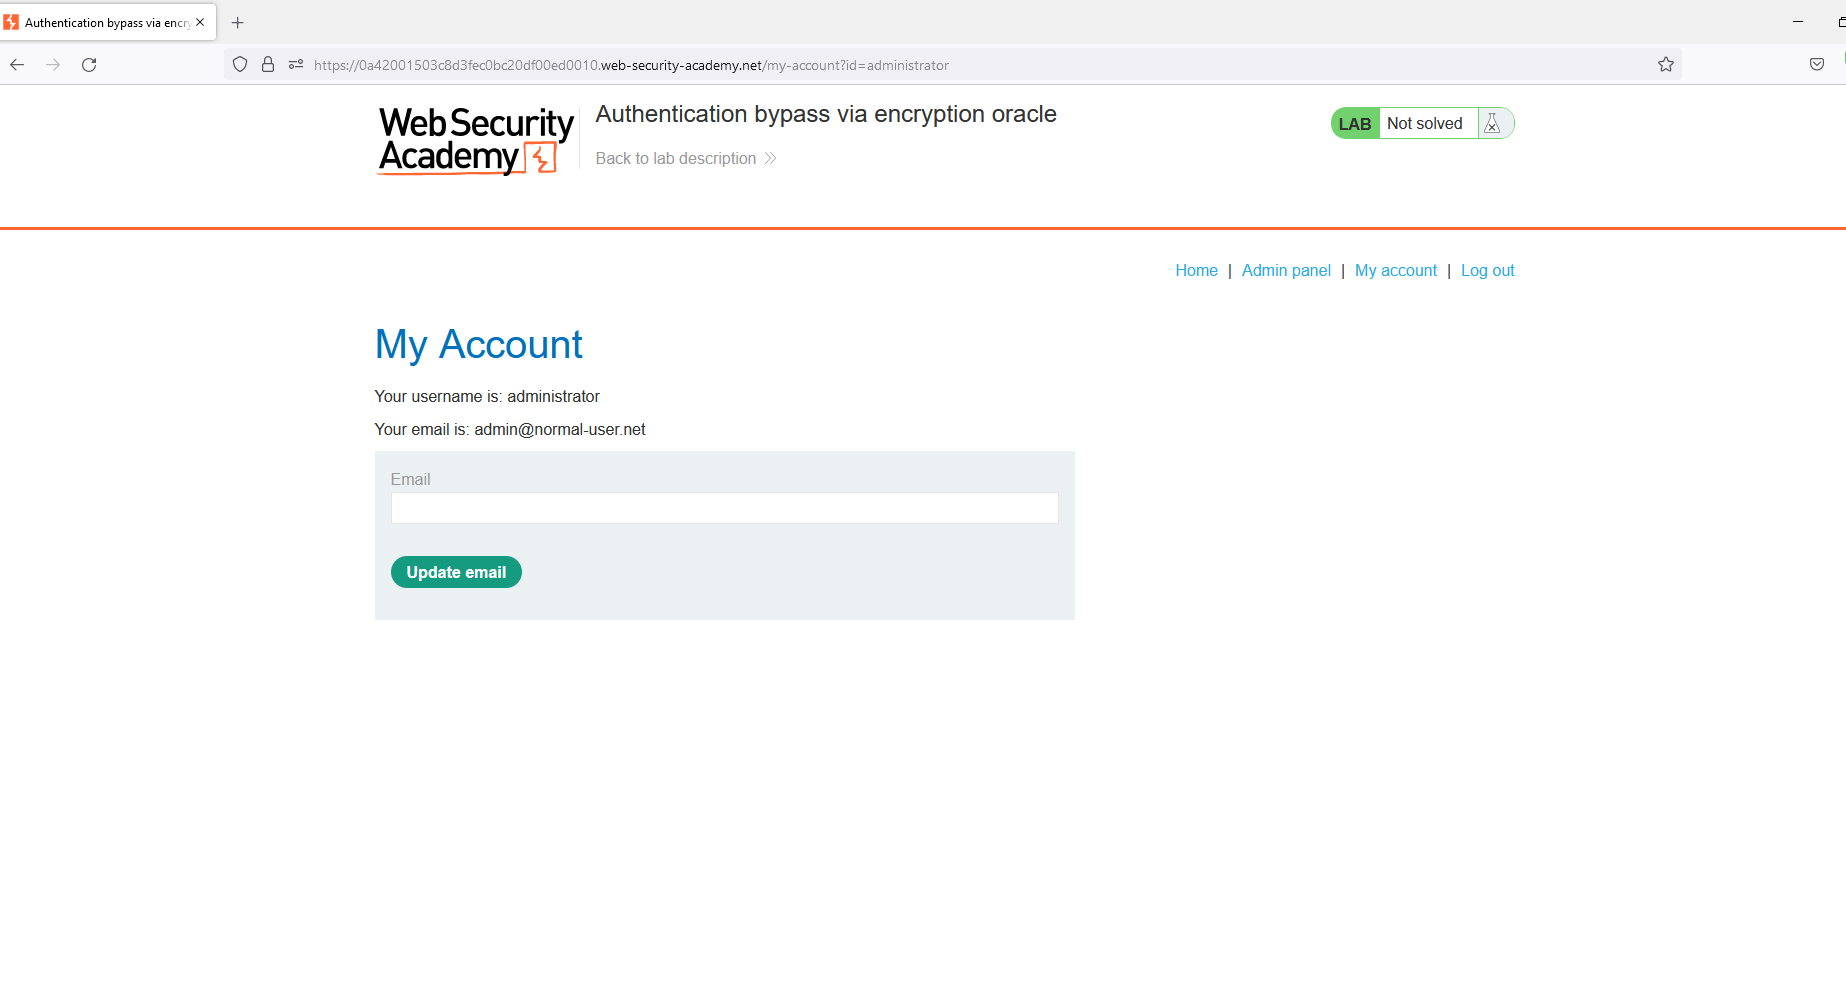 Authentication bypass via encry
https://0a42001503c8d3fec0bc20df00ed0010.web-security-academy.net/my-account?id=administrator
Web Security
Academy
Authentication bypass via encryption oracle
Back to lab description
LAB Not solved
Home | Admin panel | My account | Log out
My Account
Your username is: administrator
Your email is: admin@normal-user.net
Email
Update email